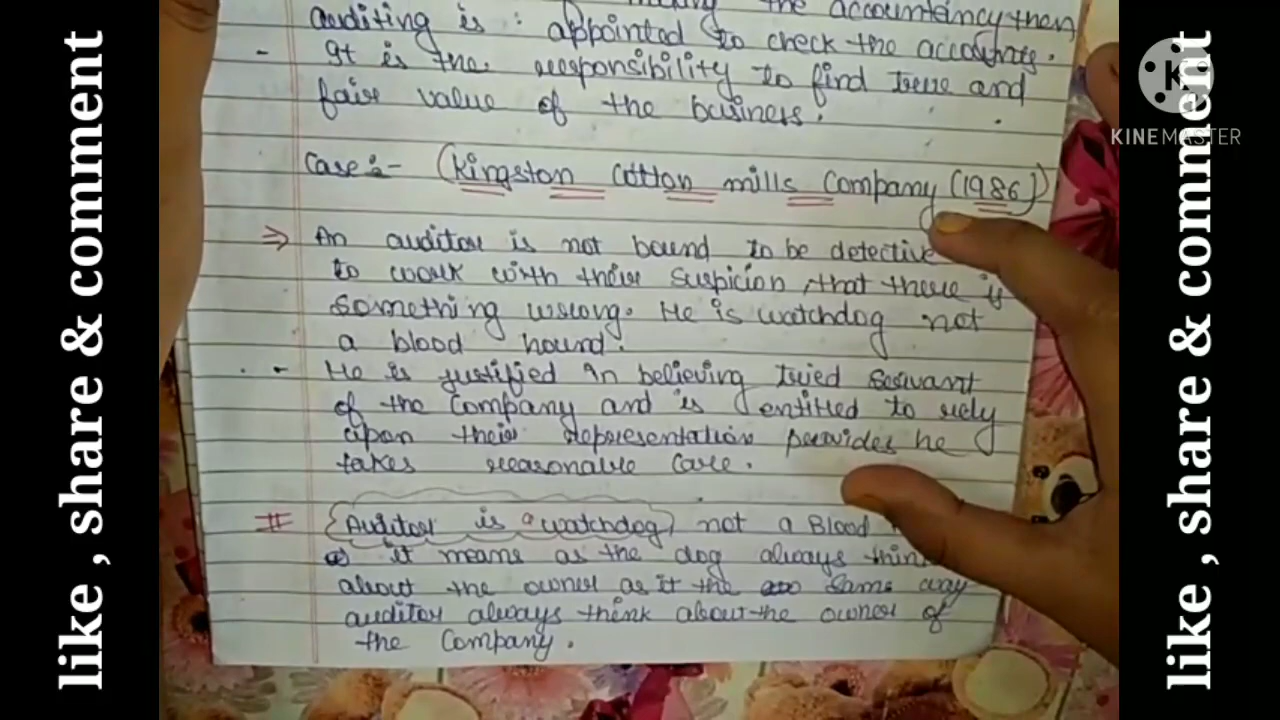 the accountancy then
auditing is : appointed to check the accounts.
- It is the responsibility to find true and
fair value of the business.
Case :- (Kingston Cotton mills Company (1986))
⇒ An auditor is not bound to be detective
to work with their suspicion, that there is
something wrong. He is watchdog not
a blood hound.
- He is justified in believing tried servant
of the Company and is entitled to rely
upon their representation provides he
takes reasonable care.
# Auditor is a watchdog not a Blood
it means as the dog always think
about the owner as it the same way
auditor always think about the owner of
the Company.
like , share & comment
like , share & comment
K
KINEMASTER